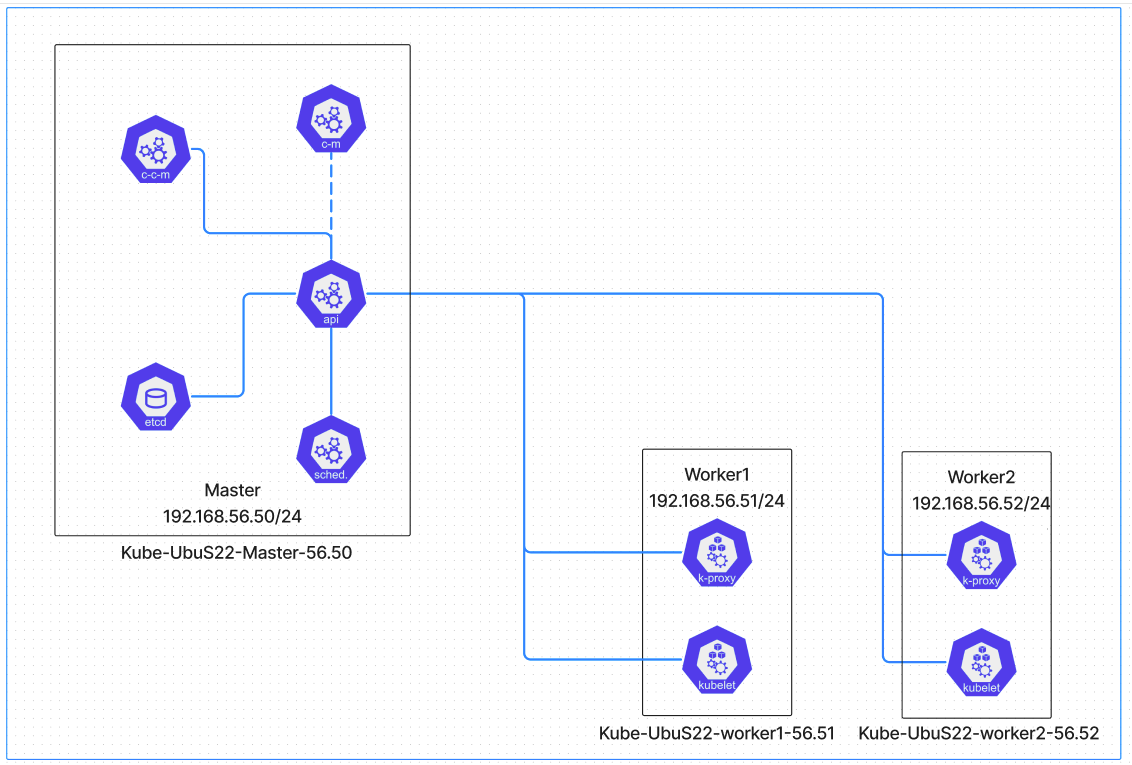 c-m
c-c-m
api
etcd
sched.
Master
192.168.56.50/24
Kube-UbuS22-Master-56.50
Worker1
192.168.56.51/24
k-proxy
kubelet
Kube-UbuS22-worker1-56.51
Worker2
192.168.56.52/24
k-proxy
kubelet
Kube-UbuS22-worker2-56.52